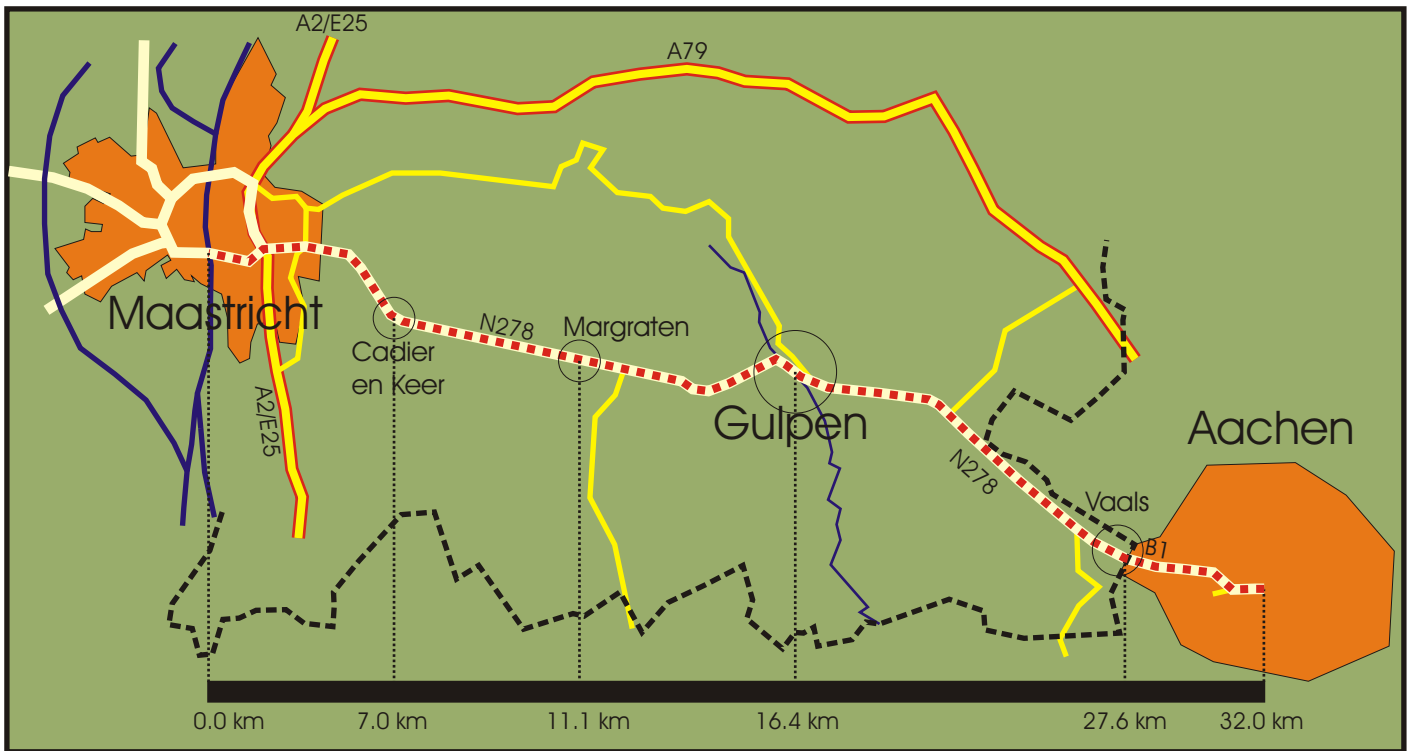 A2/E25
A79
Maastricht
N278
Margraten
Cadier
en Keer
A2/E25
Gulpen
Aachen
N278
Vaals
B1
0.0 km
7.0 km
11.1 km
16.4 km
27.6 km
32.0 km